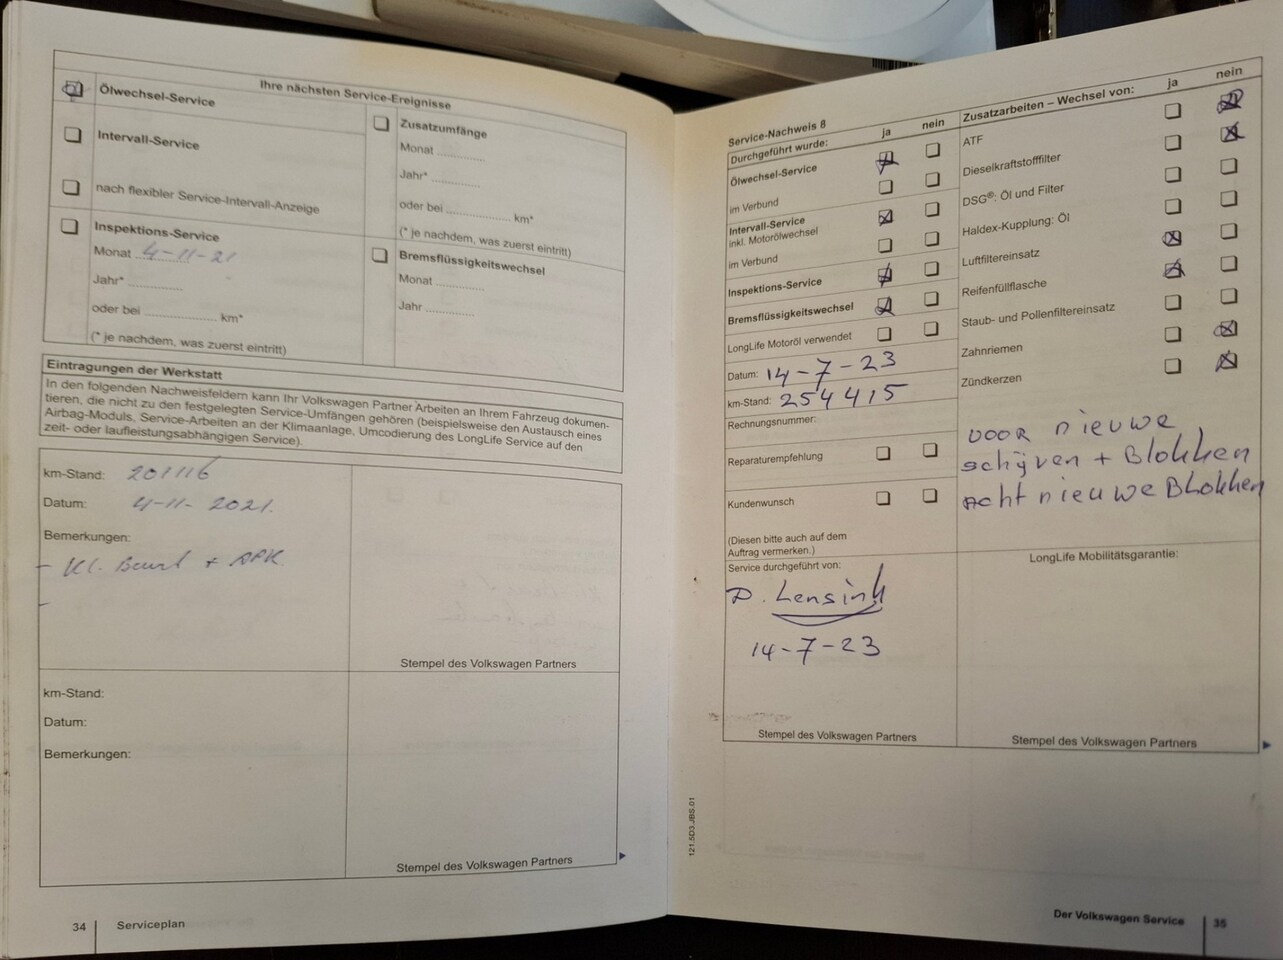 Ihre nächsten Service-Ereignisse
Ölwechsel-Service
Intervall-Service
nach flexibler Service-Intervall-Anzeige
Inspektions-Service
Monat 4-11-21
Jahr* ..............
oder bei .................. km*
(* je nachdem, was zuerst eintritt)
Zusatzumfänge
Monat ............
Jahr* ............
oder bei ................ km*
(* je nachdem, was zuerst eintritt)
Bremsflüssigkeitswechsel
Monat ............
Jahr ............
Eintragungen der Werkstatt
In den folgenden Nachweisfeldern kann Ihr Volkswagen Partner Arbeiten an Ihrem Fahrzeug dokumen-
tieren, die nicht zu den festgelegten Service-Umfängen gehören (beispielsweise den Austausch eines
Airbag-Moduls, Service-Arbeiten an der Klimaanlage, Umcodierung des LongLife Service auf den
zeit- oder laufleistungsabhängigen Service).
km-Stand: 201116
Datum: 4-11-2021.
Bemerkungen:
- Kl. Beurt + APK
-
Stempel des Volkswagen Partners
km-Stand:
Datum:
Bemerkungen:
Stempel des Volkswagen Partners
34 Serviceplan
Service-Nachweis 8
Durchgeführt wurde: ja nein
Ölwechsel-Service
im Verbund
Intervall-Service
inkl. Motorölwechsel
im Verbund
Inspektions-Service
Bremsflüssigkeitswechsel
LongLife Motoröl verwendet
Datum: 14-7-23
km-Stand: 254415
Rechnungsnummer:
Reparaturempfehlung
Kundenwunsch
(Diesen bitte auch auf dem
Auftrag vermerken.)
Service durchgeführt von:
D. Lensink
14-7-23
Stempel des Volkswagen Partners
Zusatzarbeiten – Wechsel von: ja nein
ATF
Dieselkraftstofffilter
DSG®: Öl und Filter
Haldex-Kupplung: Öl
Luftfiltereinsatz
Reifenfüllflasche
Staub- und Pollenfiltereinsatz
Zahnriemen
Zündkerzen
voor nieuwe
schijven + Blokken
Acht nieuwe Blokken
LongLife Mobilitätsgarantie:
Stempel des Volkswagen Partners
121.5D3.JBS.01
Der Volkswagen Service 35